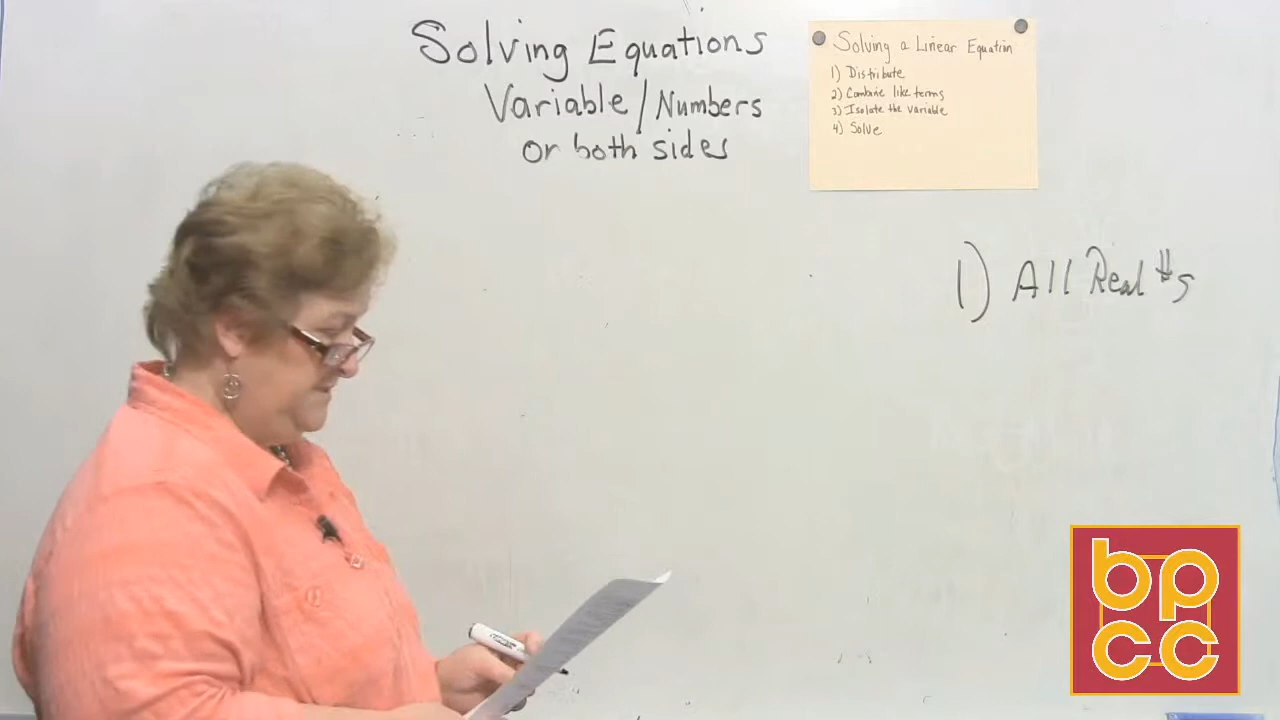 Solving Equations
Variable/Numbers
on both sides
Solving a Linear Equation
1) Distribute
2) Combine like terms
3) Isolate the variable
4) Solve
1) All Real #s
bp
cc